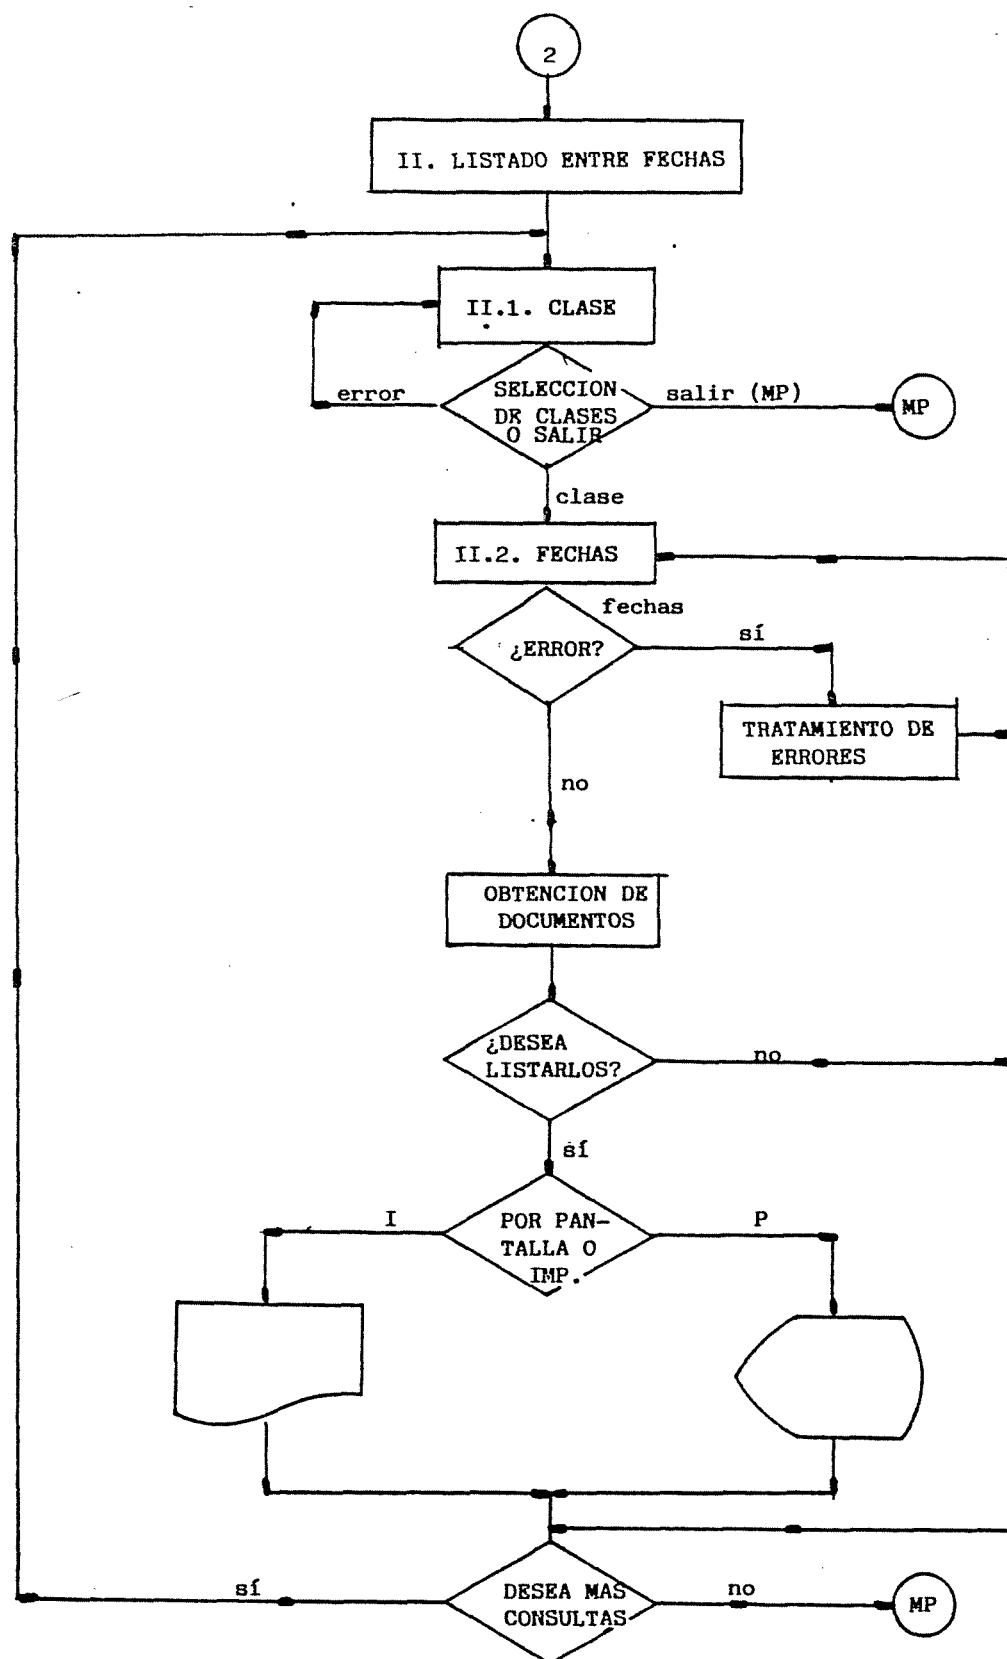 2
II. LISTADO ENTRE FECHAS
II.1. CLASE
error
SELECCION
DE CLASES
O SALIR
salir (MP)
MP
clase
II.2. FECHAS
fechas
¿ERROR?
sí
TRATAMIENTO DE
ERRORES
no
OBTENCION DE
DOCUMENTOS
¿DESEA
LISTARLOS?
no
sí
I
POR PAN-
TALLA O
IMP.
P
sí
DESEA MAS
CONSULTAS
no
MP